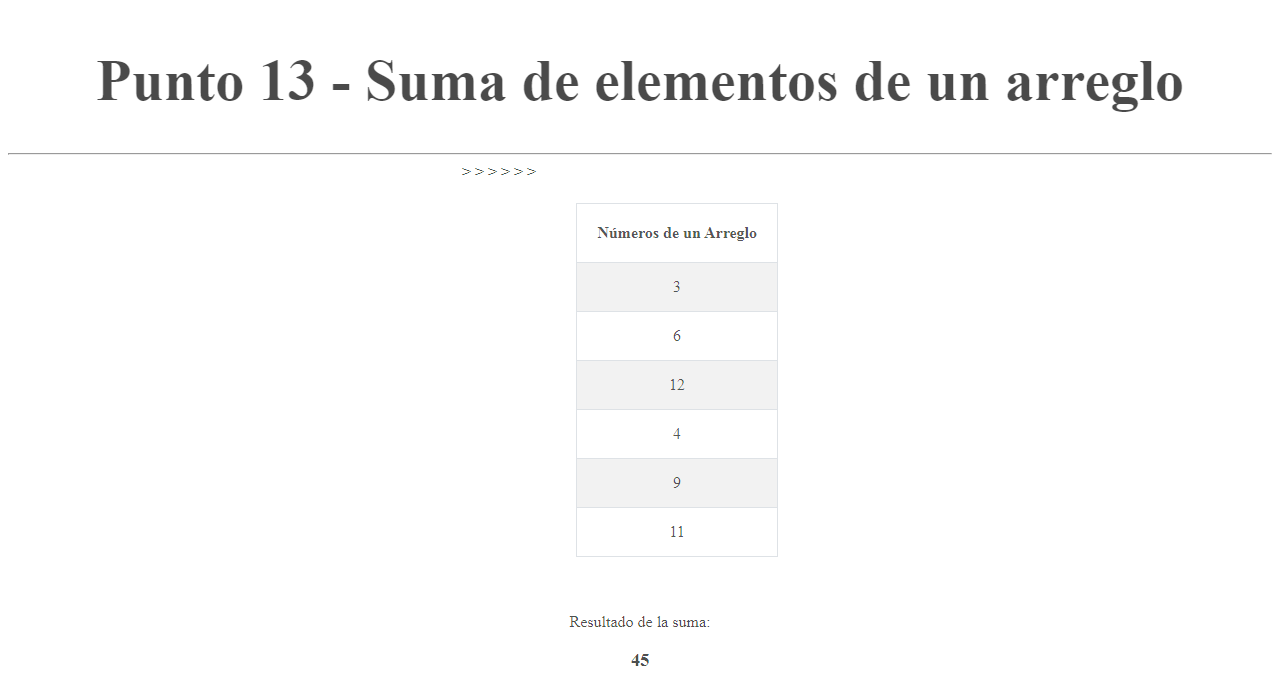 Punto 13 - Suma de elementos de un arreglo
> > > > > >
Números de un Arreglo
3
6
12
4
9
11
Resultado de la suma:
45